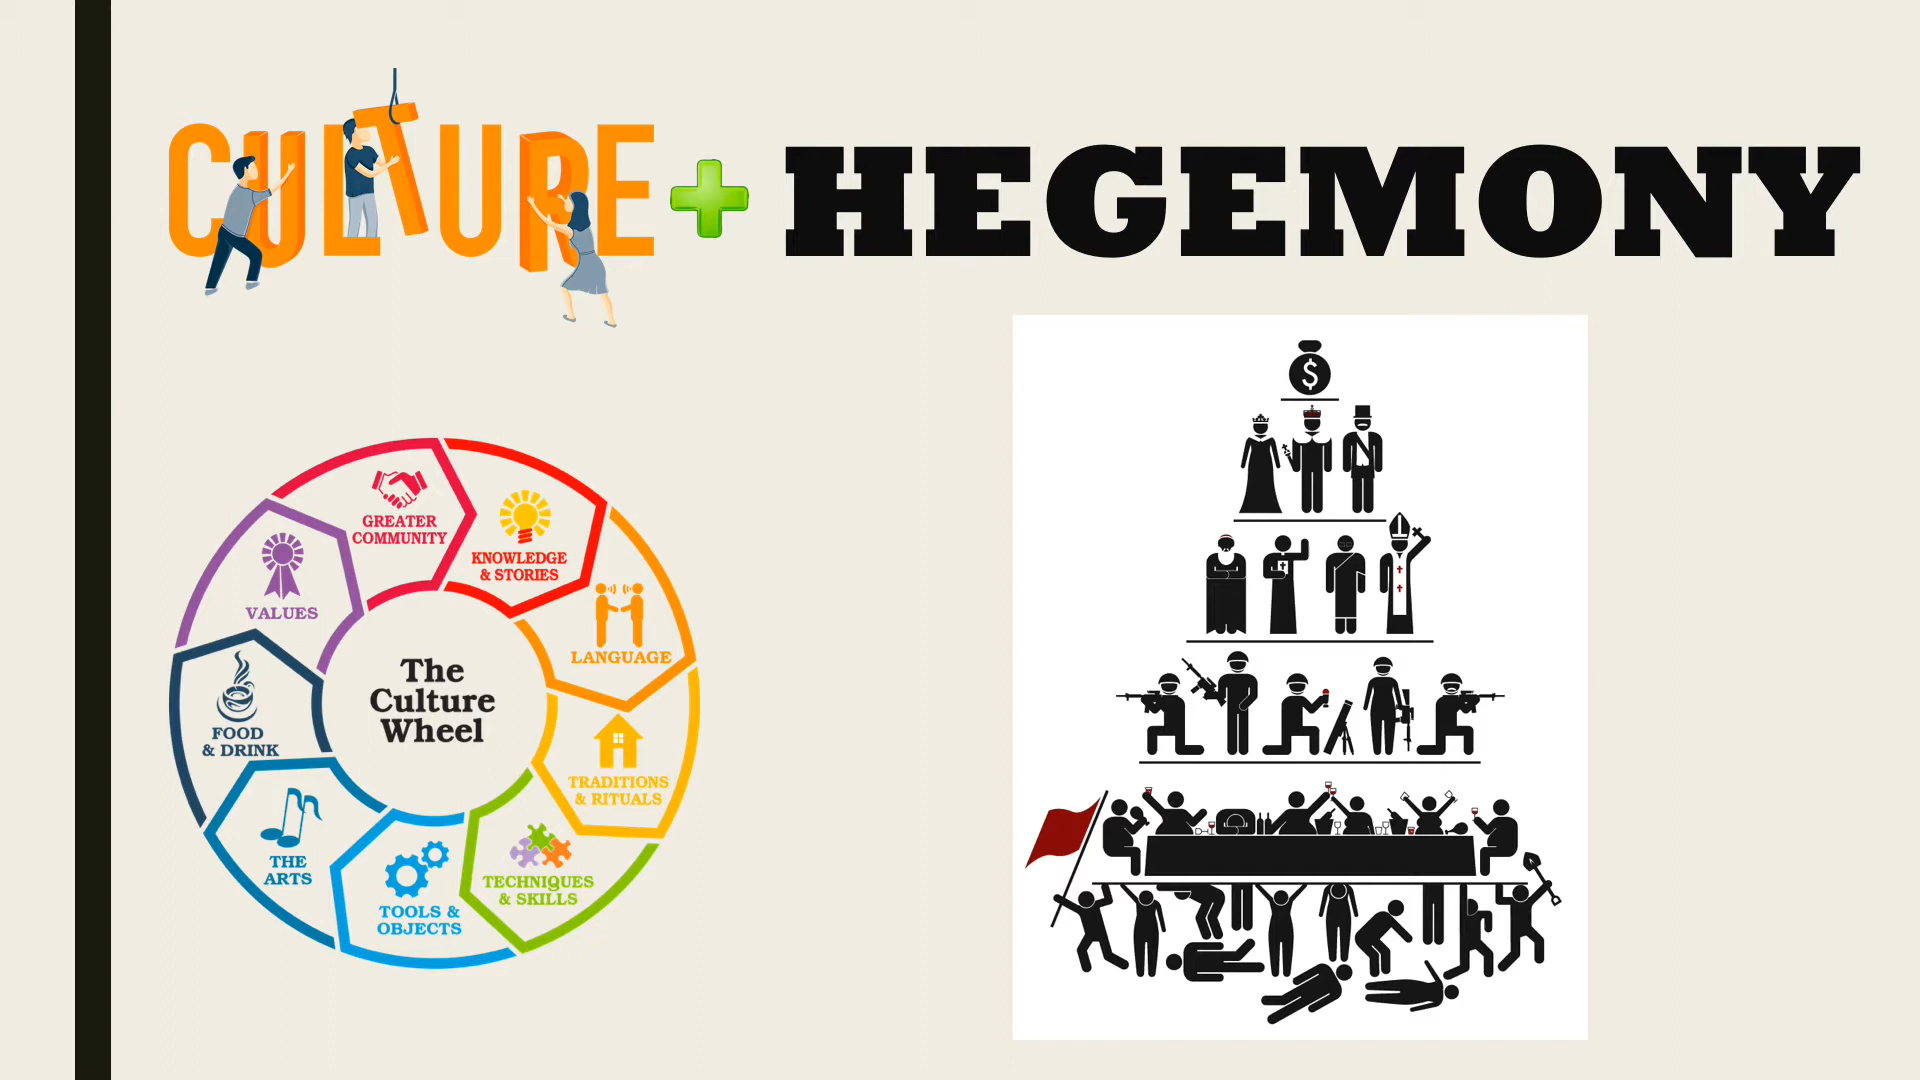 CULTURE + HEGEMONY
$
GREATER
COMMUNITY
KNOWLEDGE
& STORIES
LANGUAGE
TRADITIONS
& RITUALS
TECHNIQUES
& SKILLS
TOOLS &
OBJECTS
THE
ARTS
FOOD
& DRINK
VALUES
The
Culture
Wheel